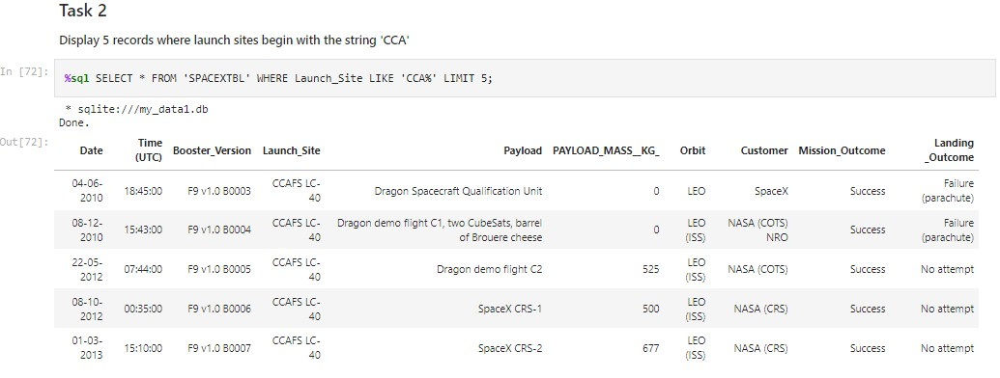 Task 2
Display 5 records where launch sites begin with the string 'CCA'
In [72]: %sql SELECT * FROM 'SPACEXTBL' WHERE Launch_Site LIKE 'CCA%' LIMIT 5;
* sqlite:///my_data1.db
Done.
Out[72]:
Date Time (UTC) Booster_Version Launch_Site Payload PAYLOAD_MASS__KG_ Orbit Customer Mission_Outcome Landing _Outcome
04-06-2010 18:45:00 F9 v1.0 B0003 CCAFS LC-40 Dragon Spacecraft Qualification Unit 0 LEO SpaceX Success Failure (parachute)
08-12-2010 15:43:00 F9 v1.0 B0004 CCAFS LC-40 Dragon demo flight C1, two CubeSats, barrel of Brouere cheese 0 LEO (ISS) NASA (COTS) NRO Success Failure (parachute)
22-05-2012 07:44:00 F9 v1.0 B0005 CCAFS LC-40 Dragon demo flight C2 525 LEO (ISS) NASA (COTS) Success No attempt
08-10-2012 00:35:00 F9 v1.0 B0006 CCAFS LC-40 SpaceX CRS-1 500 LEO (ISS) NASA (CRS) Success No attempt
01-03-2013 15:10:00 F9 v1.0 B0007 CCAFS LC-40 SpaceX CRS-2 677 LEO (ISS) NASA (CRS) Success No attempt